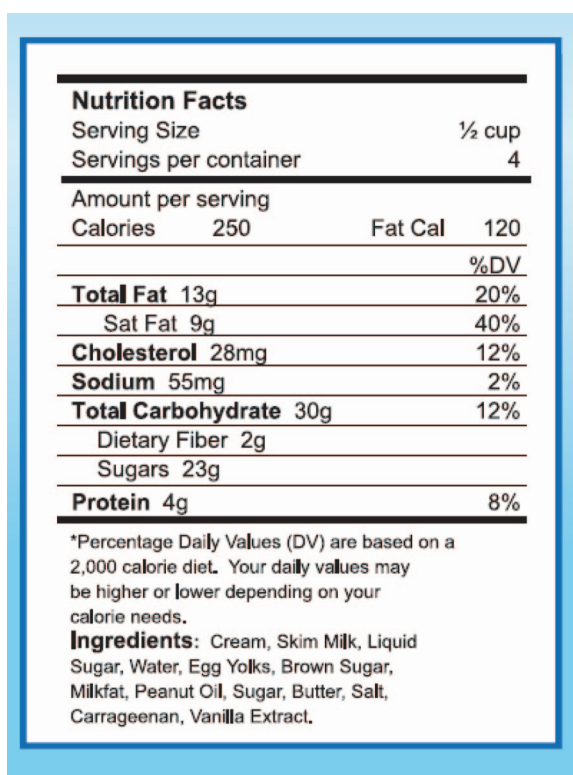 Nutrition Facts
Serving Size ½ cup
Servings per container 4
Amount per serving
Calories 250 Fat Cal 120
%DV
Total Fat 13g 20%
Sat Fat 9g 40%
Cholesterol 28mg 12%
Sodium 55mg 2%
Total Carbohydrate 30g 12%
Dietary Fiber 2g
Sugars 23g
Protein 4g 8%
*Percentage Daily Values (DV) are based on a
2,000 calorie diet. Your daily values may
be higher or lower depending on your
calorie needs.
Ingredients: Cream, Skim Milk, Liquid
Sugar, Water, Egg Yolks, Brown Sugar,
Milkfat, Peanut Oil, Sugar, Butter, Salt,
Carrageenan, Vanilla Extract.